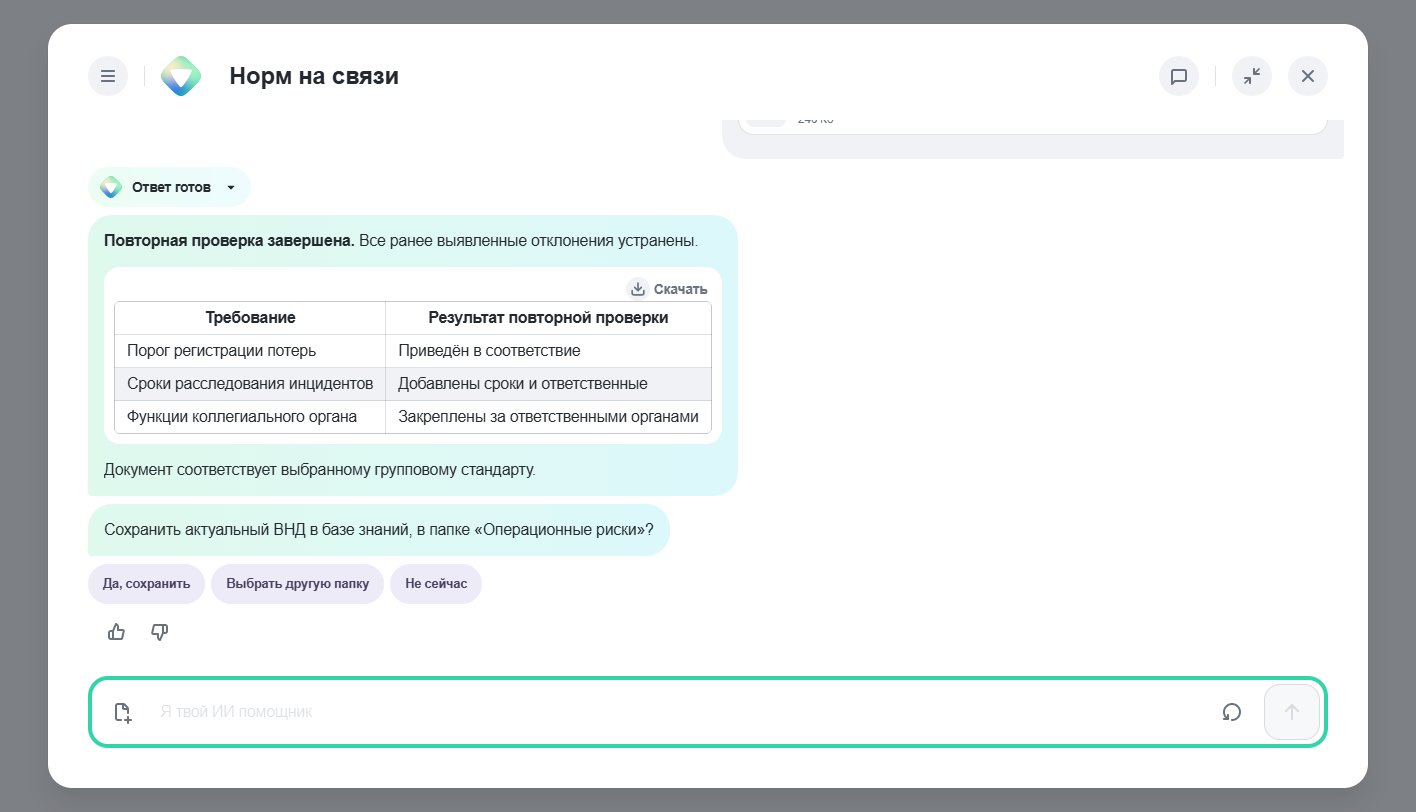 Норм на связи
Ответ готов
Повторная проверка завершена. Все ранее выявленные отклонения устранены.
Скачать
Требование Результат повторной проверки
Порог регистрации потерь Приведён в соответствие
Сроки расследования инцидентов Добавлены сроки и ответственные
Функции коллегиального органа Закреплены за ответственными органами
Документ соответствует выбранному групповому стандарту.
Сохранить актуальный ВНД в базе знаний, в папке «Операционные риски»?
Да, сохранить Выбрать другую папку Не сейчас
Я твой ИИ помощник